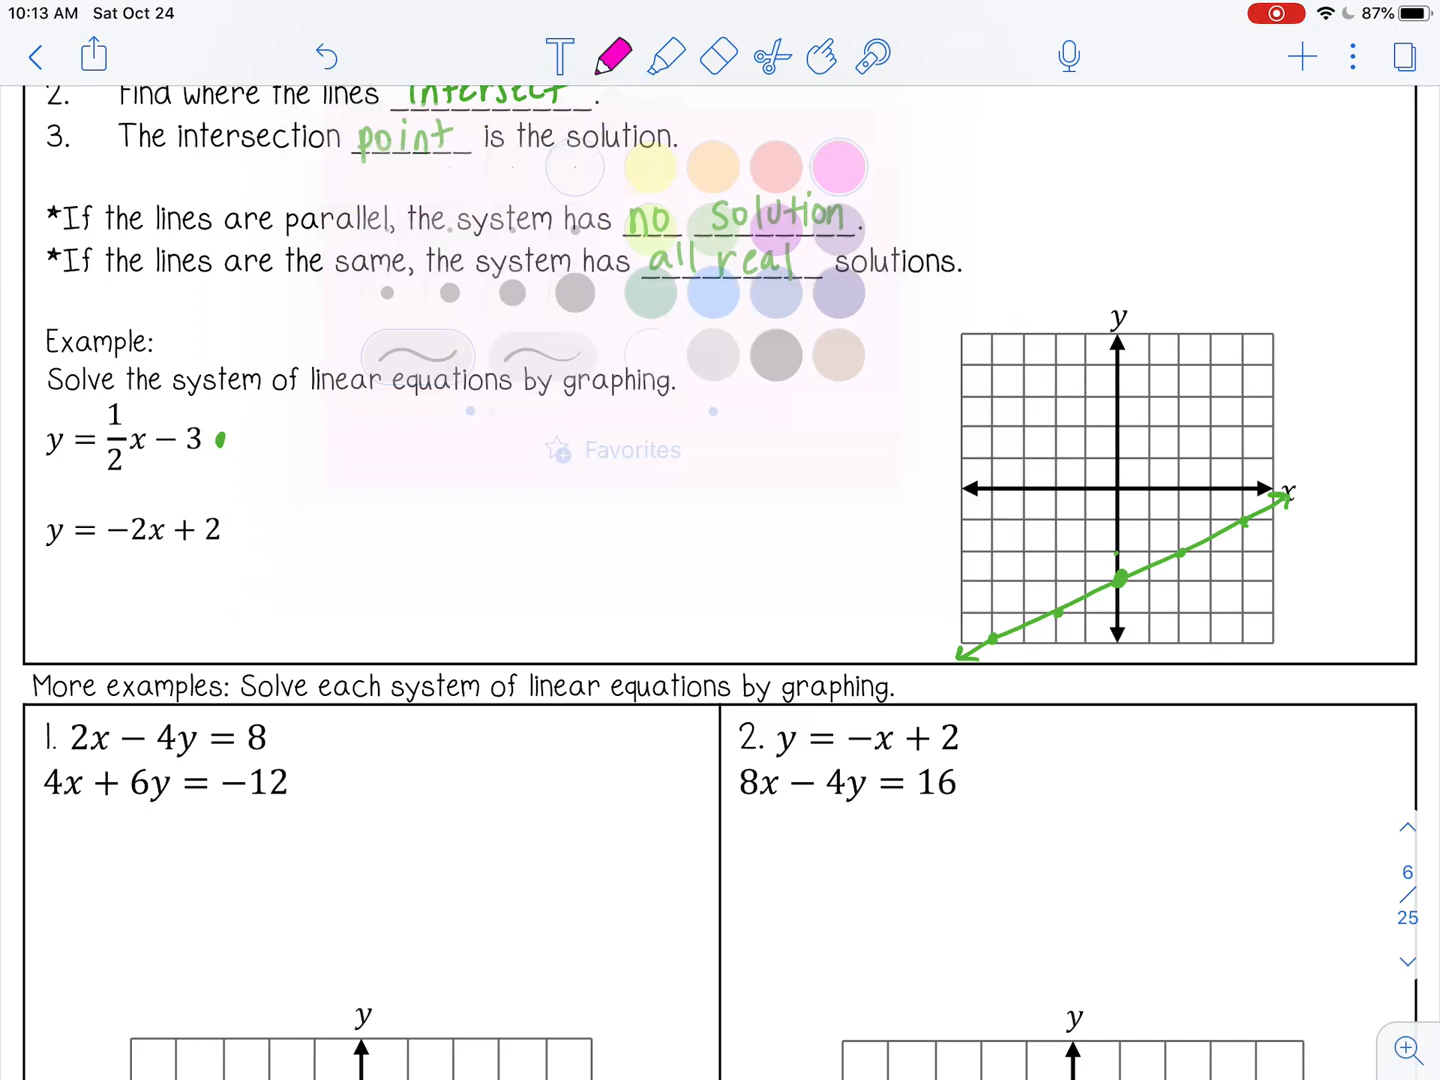 10:13 AM Sat Oct 24
87%
2. Find where the lines intersect.
3. The intersection point is the solution.
*If the lines are parallel, the system has no solution.
*If the lines are the same, the system has all real solutions.
Example:
Solve the system of linear equations by graphing.
y = 1/2 x − 3
y = −2x + 2
y
x
Favorites
More examples: Solve each system of linear equations by graphing.
1. 2x − 4y = 8
4x + 6y = −12
y
2. y = −x + 2
8x − 4y = 16
y
6
/
25